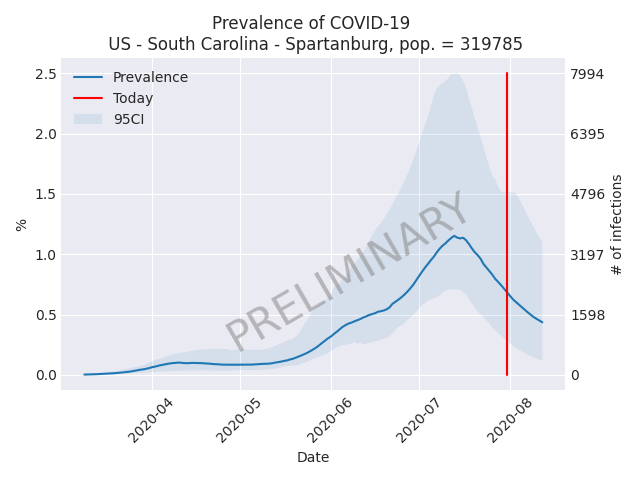 Prevalence of COVID-19
US - South Carolina - Spartanburg, pop. = 319785
Prevalence
Today
95CI
2.5
2.0
1.5
1.0
0.5
0.0
%
7994
6395
4796
3197
1598
0
# of infections
PRELIMINARY
2020-04
2020-05
2020-06
2020-07
2020-08
Date